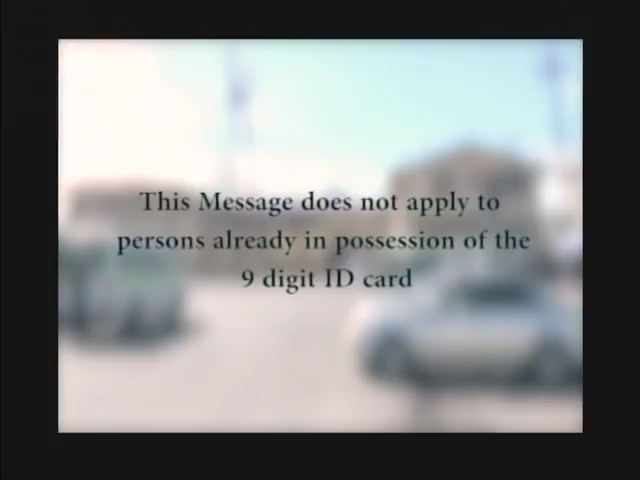 This Message does not apply to
persons already in possession of the
9 digit ID card